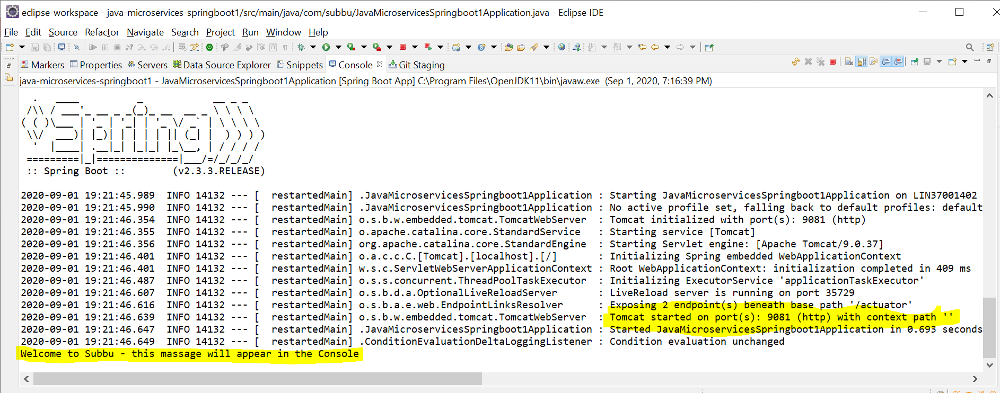 eclipse-workspace - java-microservices-springboot1/src/main/java/com/subbu/JavaMicroservicesSpringboot1Application.java - Eclipse IDE
File Edit Source Refactor Navigate Search Project Run Window Help
Markers Properties Servers Data Source Explorer Snippets Console Git Staging
java-microservices-springboot1 - JavaMicroservicesSpringboot1Application [Spring Boot App] C:\Program Files\OpenJDK11\bin\javaw.exe (Sep 1, 2020, 7:16:39 PM)
  .   ____          _            __ _ _
 /\\ / ___'_ __ _ _(_)_ __  __ _ \ \ \ \
( ( )\___ | '_ | '_| | '_ \/ _` | \ \ \ \
 \\/  ___)| |_)| | | | | || (_| |  ) ) ) )
  '  |____| .__|_| |_|_| |_\__, | / / / /
 =========|_|==============|___/=/_/_/_/
 :: Spring Boot ::        (v2.3.3.RELEASE)
2020-09-01 19:21:45.989  INFO 14132 --- [  restartedMain] .JavaMicroservicesSpringboot1Application : Starting JavaMicroservicesSpringboot1Application on LIN37001402
2020-09-01 19:21:45.990  INFO 14132 --- [  restartedMain] .JavaMicroservicesSpringboot1Application : No active profile set, falling back to default profiles: default
2020-09-01 19:21:46.354  INFO 14132 --- [  restartedMain] o.s.b.w.embedded.tomcat.TomcatWebServer  : Tomcat initialized with port(s): 9081 (http)
2020-09-01 19:21:46.355  INFO 14132 --- [  restartedMain] o.apache.catalina.core.StandardService   : Starting service [Tomcat]
2020-09-01 19:21:46.356  INFO 14132 --- [  restartedMain] org.apache.catalina.core.StandardEngine  : Starting Servlet engine: [Apache Tomcat/9.0.37]
2020-09-01 19:21:46.401  INFO 14132 --- [  restartedMain] o.a.c.c.C.[Tomcat].[localhost].[/]       : Initializing Spring embedded WebApplicationContext
2020-09-01 19:21:46.401  INFO 14132 --- [  restartedMain] w.s.c.ServletWebServerApplicationContext : Root WebApplicationContext: initialization completed in 409 ms
2020-09-01 19:21:46.487  INFO 14132 --- [  restartedMain] o.s.s.concurrent.ThreadPoolTaskExecutor  : Initializing ExecutorService 'applicationTaskExecutor'
2020-09-01 19:21:46.607  INFO 14132 --- [  restartedMain] o.s.b.d.a.OptionalLiveReloadServer       : LiveReload server is running on port 35729
2020-09-01 19:21:46.616  INFO 14132 --- [  restartedMain] o.s.b.a.e.web.EndpointLinksResolver      : Exposing 2 endpoint(s) beneath base path '/actuator'
2020-09-01 19:21:46.639  INFO 14132 --- [  restartedMain] o.s.b.w.embedded.tomcat.TomcatWebServer  : Tomcat started on port(s): 9081 (http) with context path ''
2020-09-01 19:21:46.647  INFO 14132 --- [  restartedMain] .JavaMicroservicesSpringboot1Application : Started JavaMicroservicesSpringboot1Application in 0.693 seconds
2020-09-01 19:21:46.649  INFO 14132 --- [  restartedMain] .ConditionEvaluationDeltaLoggingListener : Condition evaluation unchanged
Welcome to Subbu - this massage will appear in the Console